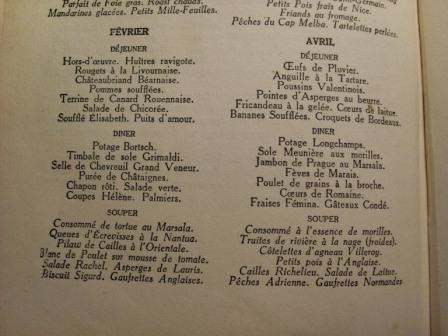 Parfait de Foie gras. Roast chauds.
Mandarines glacées. Petits Mille-Feuilles.
FÉVRIER
DÉJEUNER
Hors-d'œuvre. Huîtres ravigote.
Rougets à la Livournaise.
Châteaubriand Béarnaise.
Pommes soufflées.
Terrine de Canard Rouennaise.
Salade de Chicorée.
Soufflé Élisabeth. Puits d'amour.
DINER
Potage Bortsch.
Timbale de sole Grimaldi.
Selle de Chevreuil Grand Veneur.
Purée de Châtaignes.
Chapon rôti. Salade verte.
Coupes Hélène. Palmiers.
SOUPER
Consommé de tortue au Marsala.
Queues d'Écrevisses à la Nantua.
Pilaw de Cailles à l'Orientale.
Blanc de Poulet sur mousse de tomate.
Salade Rachel. Asperges de Lauris.
Biscuit Sigurd. Gaufrettes Anglaises.
Germain.
Petits Pois frais de Nice.
Friands au fromage.
Pêches du Cap Melba. Tartelettes perlées.
AVRIL
DÉJEUNER
Œufs de Pluvier.
Anguille à la Tartare.
Poussins Valentinois.
Pointes d'Asperges au beurre.
Fricandeau à la gelée. Cœurs de laitue.
Bananes Soufflées. Croquets de Bordeaux.
DINER
Potage Longchamps.
Sole Meunière aux morilles.
Jambon de Prague au Marsala.
Fèves de Marais.
Poulet de grains à la broche.
Cœurs de Romaine.
Fraises Fémina. Gâteaux Condé.
SOUPER
Consommé à l'essence de morilles.
Truites de rivière à la nage (froides).
Côtelettes d'agneau Villeroy.
Petits pois à l'Anglaise.
Cailles Richelieu. Salade de Laitue.
Pêches Adrienne. Gaufrettes Normandes